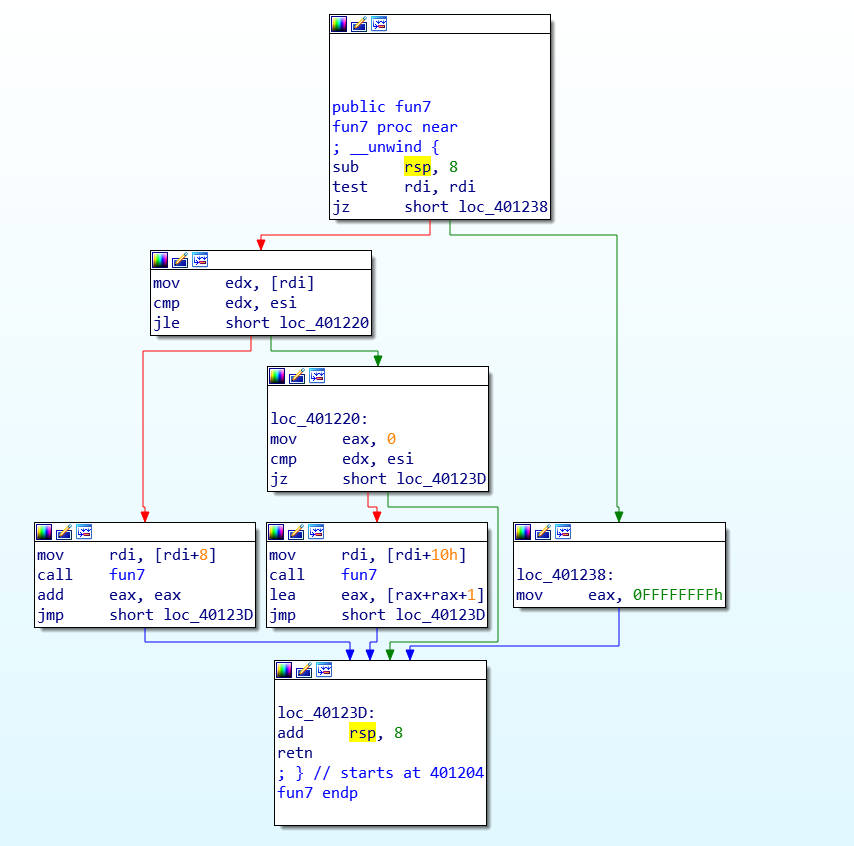 public fun7
fun7 proc near
; __unwind {
sub rsp, 8
test rdi, rdi
jz short loc_401238
mov edx, [rdi]
cmp edx, esi
jle short loc_401220
loc_401220:
mov eax, 0
cmp edx, esi
jz short loc_40123D
mov rdi, [rdi+8]
call fun7
add eax, eax
jmp short loc_40123D
mov rdi, [rdi+10h]
call fun7
lea eax, [rax+rax+1]
jmp short loc_40123D
loc_401238:
mov eax, 0FFFFFFFFh
loc_40123D:
add rsp, 8
retn
; } // starts at 401204
fun7 endp